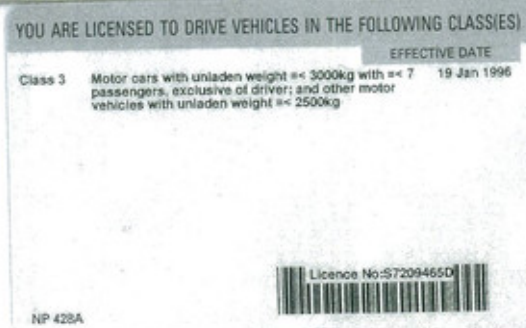 YOU ARE LICENSED TO DRIVE VEHICLES IN THE FOLLOWING CLASS(ES)
EFFECTIVE DATE
Class 3 Motor cars with unladen weight =< 3000kg with =< 7 19 Jan 1996
passengers, exclusive of driver; and other motor
vehicles with unladen weight =< 2500kg
Licence No:S7209465D
NP 428A